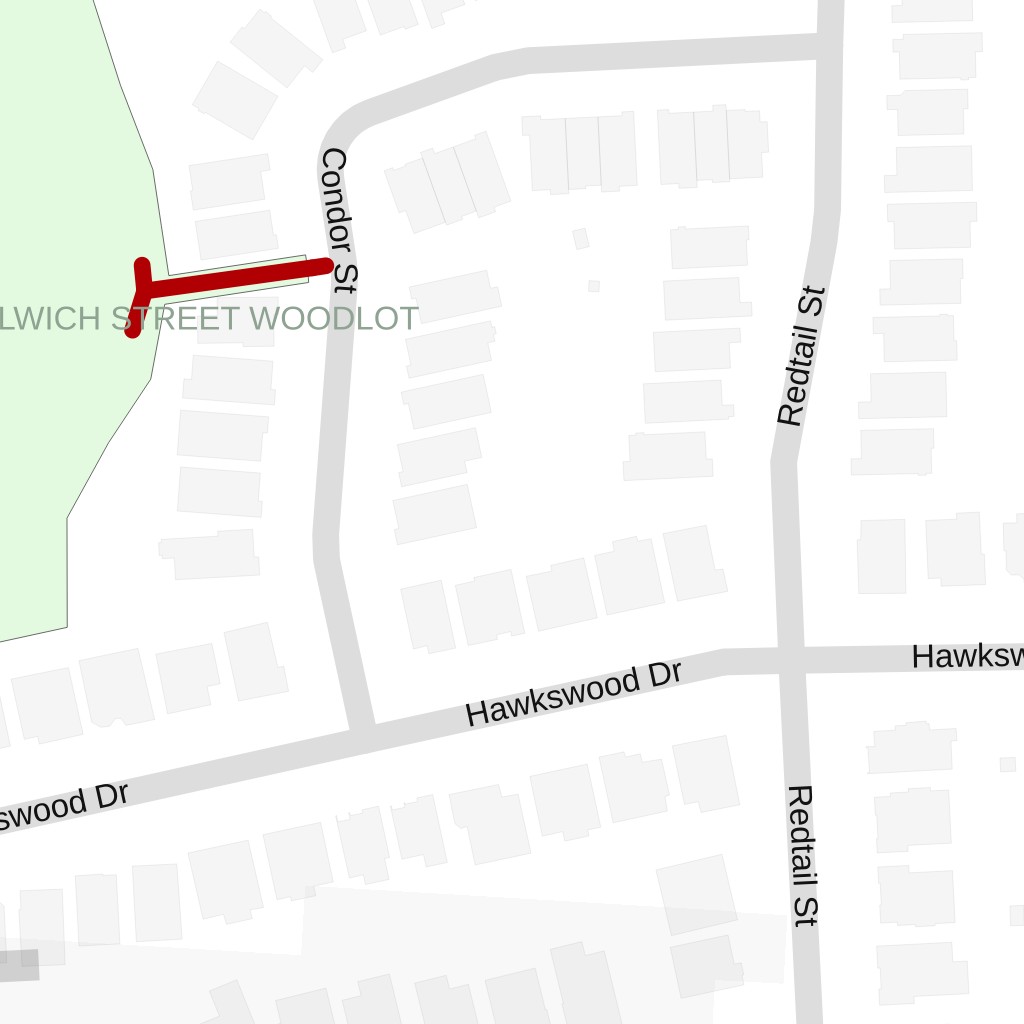 Condor St
LWICH STREET WOODLOT
Redtail St
Hawksw
Hawkswood Dr
swood Dr
Redtail St